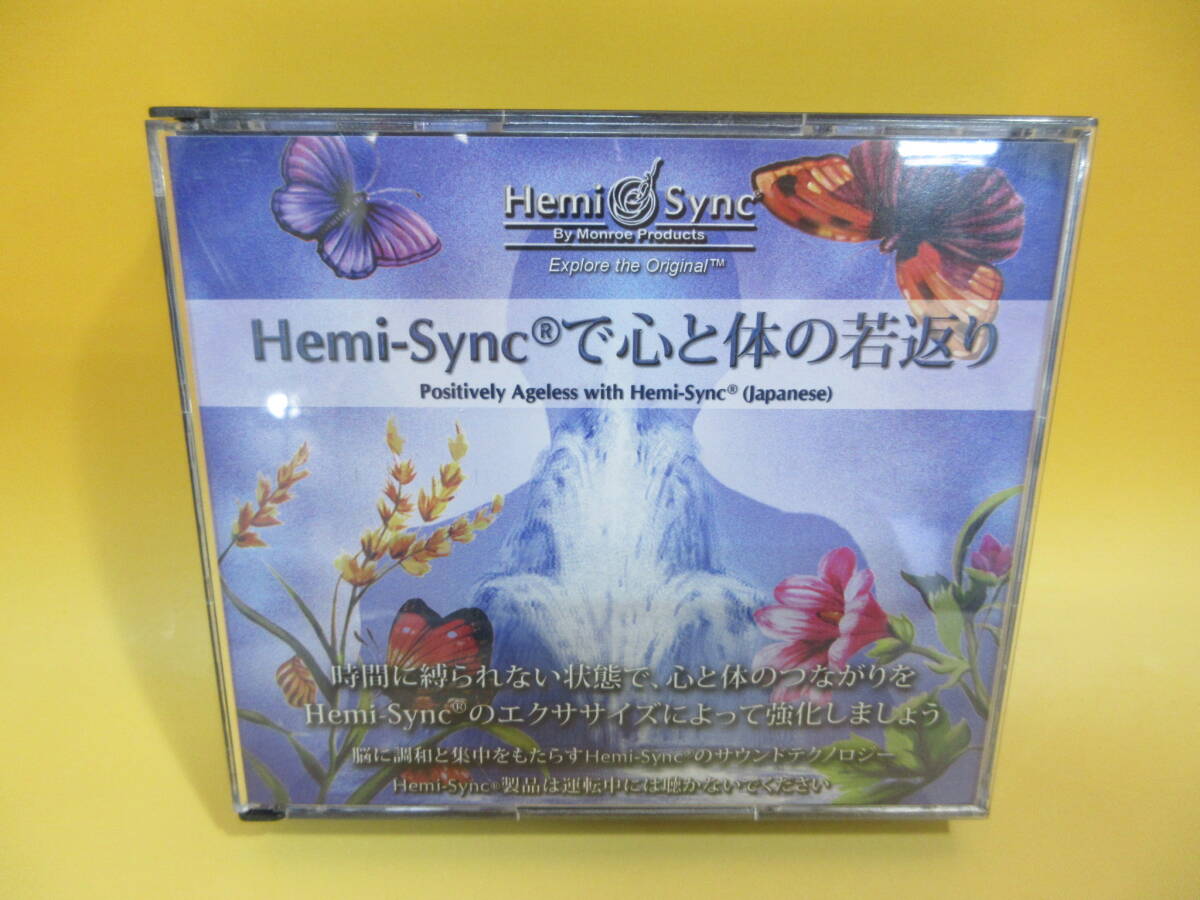 Hemi Sync
By Monroe Products
Explore the Original™
Hemi-Sync®で心と体の若返り
Positively Ageless with Hemi-Sync® (Japanese)
時間に縛られない状態で、心と体のつながりを
Hemi-Sync®のエクササイズによって強化しましょう
脳に調和と集中をもたらすHemi-Sync®のサウンドテクノロジー
Hemi-Sync®製品は運転中には聴かないでください